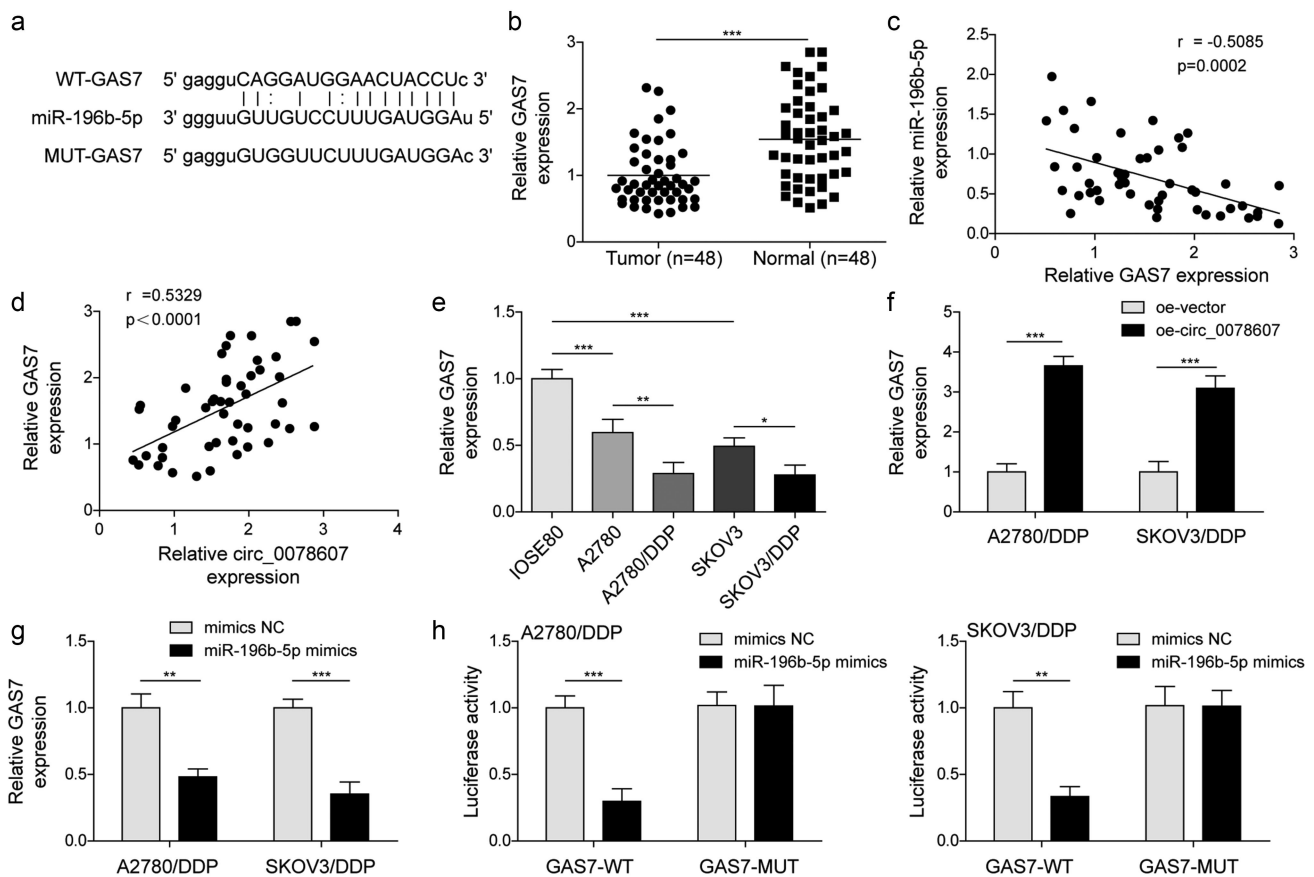 a
WT-GAS7 5' gagguCAGGAUGGAACUACCUc 3'
miR-196b-5p 3' ggguuGUUGUCCUUUGAUGGAu 5'
MUT-GAS7 5' gagguGUGGUUCUUUGAUGGAc 3'
b
***
Relative GAS7
expression
3
2
1
0
Tumor (n=48) Normal (n=48)
c
Relative miR-196b-5p
expression
r = -0.5085
p=0.0002
2.5
2.0
1.5
1.0
0.5
0.0
0 1 2 3
Relative GAS7 expression
d
r =0.5329
p<0.0001
Relative GAS7
expression
3
2
1
0
0 1 2 3 4
Relative circ_0078607
expression
e
Relative GAS7
expression
1.5
1.0
0.5
0.0
***
***
**
*
IOSE80 A2780 A2780/DDP SKOV3 SKOV3/DDP
f
oe-vector
oe-circ_0078607
Relative GAS7
expression
5
4
3
2
1
0
*** ***
A2780/DDP SKOV3/DDP
g
mimics NC
miR-196b-5p mimics
Relative GAS7
expression
1.5
1.0
0.5
0.0
** ***
A2780/DDP SKOV3/DDP
h
A2780/DDP
mimics NC
miR-196b-5p mimics
Luciferase activity
1.5
1.0
0.5
0.0
***
GAS7-WT GAS7-MUT
SKOV3/DDP
mimics NC
miR-196b-5p mimics
Luciferase activity
1.5
1.0
0.5
0.0
**
GAS7-WT GAS7-MUT